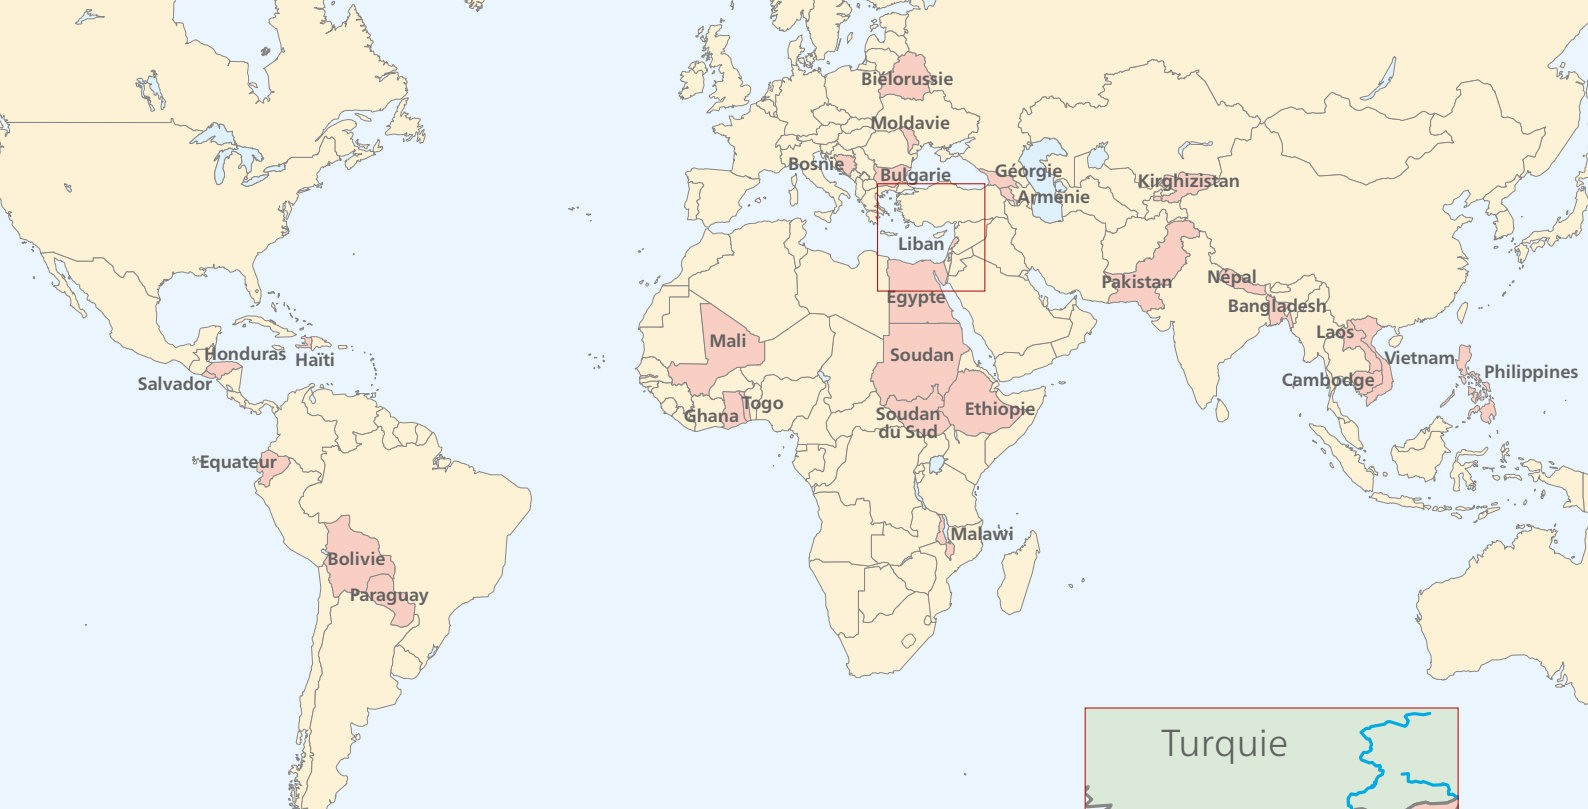 Biélorussie
Moldavie
Bosnie
Bulgarie
Géorgie
Arménie
Kirghizistan
Liban
Pakistan
Népal
Egypte
Bangladesh
Mali
Soudan
Laos
Vietnam
Philippines
Cambodge
Honduras
Haïti
Salvador
Ghana
Togo
Soudan
du Sud
Ethiopie
Equateur
Malawi
Bolivie
Paraguay
Turquie